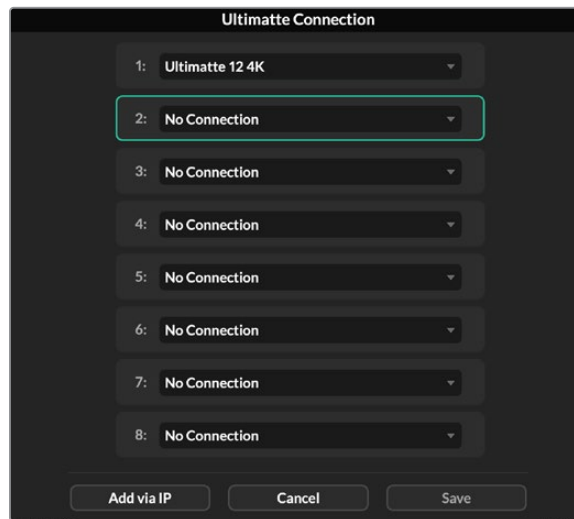 Ultimatte Connection
1: Ultimatte 12 4K
2: No Connection
3: No Connection
4: No Connection
5: No Connection
6: No Connection
7: No Connection
8: No Connection
Add via IP Cancel Save